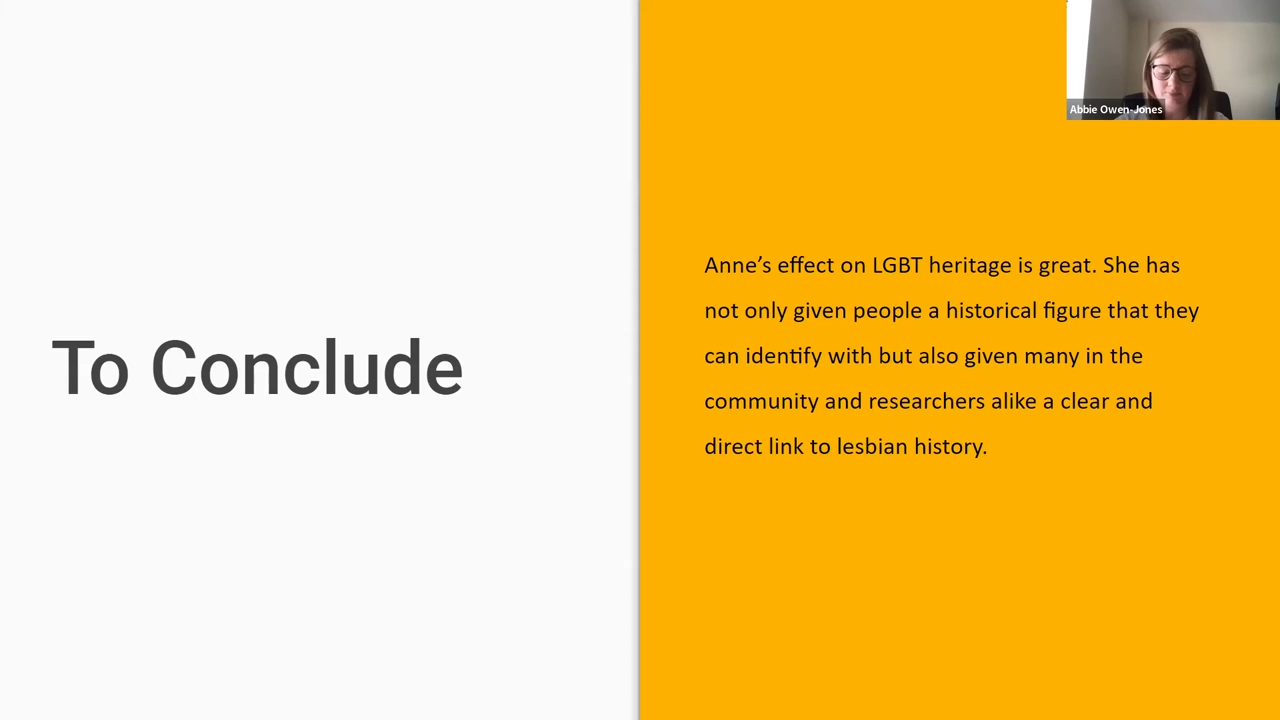 Abbie Owen-Jones
To Conclude
Anne’s effect on LGBT heritage is great. She has
not only given people a historical figure that they
can identify with but also given many in the
community and researchers alike a clear and
direct link to lesbian history.